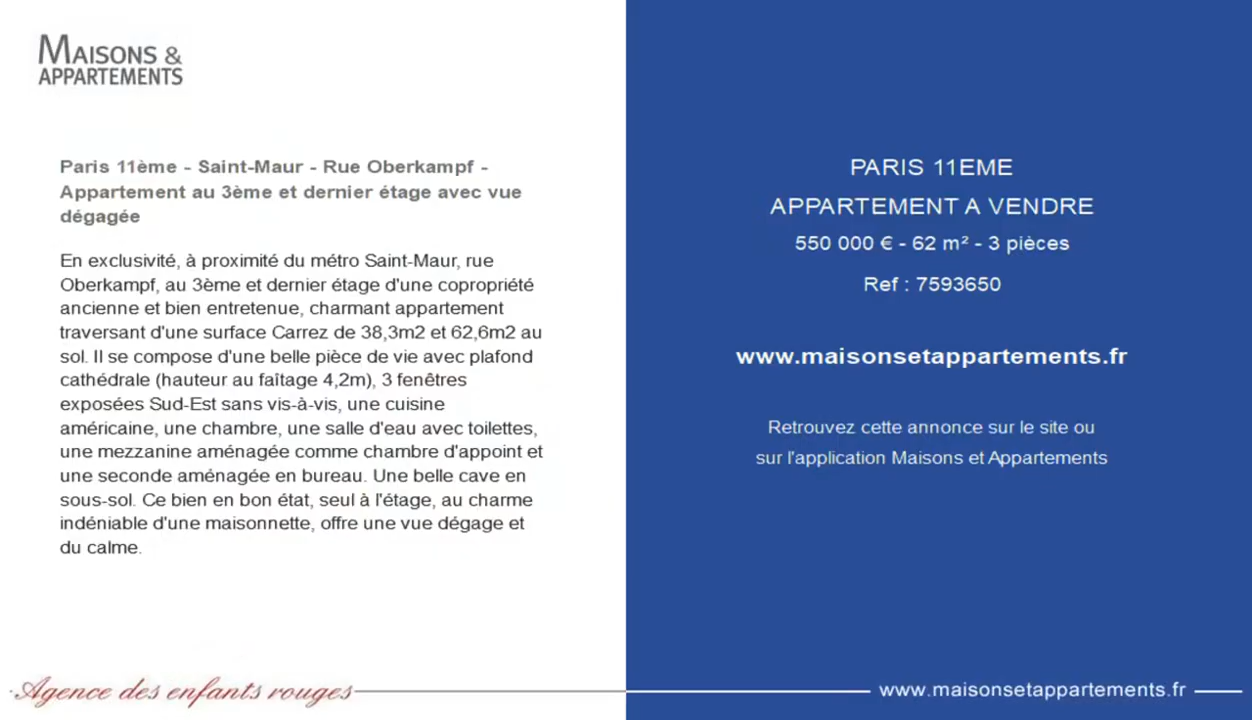 MAISONS &
APPARTEMENTS
Paris 11ème - Saint-Maur - Rue Oberkampf -
Appartement au 3ème et dernier étage avec vue
dégagée
En exclusivité, à proximité du métro Saint-Maur, rue
Oberkampf, au 3ème et dernier étage d'une copropriété
ancienne et bien entretenue, charmant appartement
traversant d'une surface Carrez de 38,3m2 et 62,6m2 au
sol. Il se compose d'une belle pièce de vie avec plafond
cathédrale (hauteur au faîtage 4,2m), 3 fenêtres
exposées Sud-Est sans vis-à-vis, une cuisine
américaine, une chambre, une salle d'eau avec toilettes,
une mezzanine aménagée comme chambre d'appoint et
une seconde aménagée en bureau. Une belle cave en
sous-sol. Ce bien en bon état, seul à l'étage, au charme
indéniable d'une maisonnette, offre une vue dégage et
du calme.
PARIS 11EME
APPARTEMENT A VENDRE
550 000 € - 62 m² - 3 pièces
Ref : 7593650
www.maisonsetappartements.fr
Retrouvez cette annonce sur le site ou
sur l'application Maisons et Appartements
Agence des enfants rouges
www.maisonsetappartements.fr